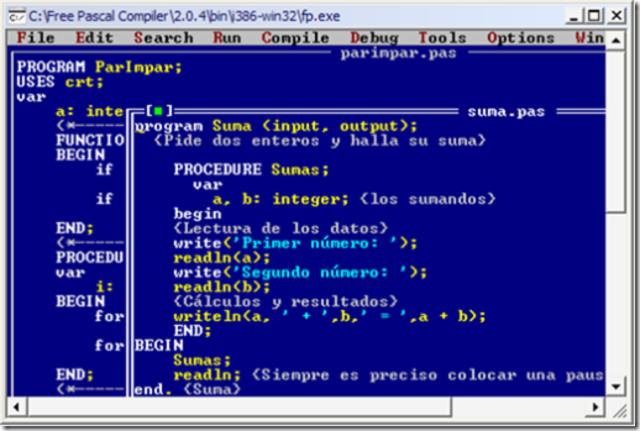 C:\Free Pascal Compiler\2.0.4\bin\i386-win32\fp.exe
File Edit Search Run Compile Debug Tools Options Win
parimpar.pas
PROGRAM ParImpar;
USES crt;
var
a: inte
(*-----
FUNCTIO
BEGIN
if
if
END;
(*-----
PROCEDU
var
i:
BEGIN
for
for
END;
(*-----
[■]
suma.pas
program Suma (input, output);
{Pide dos enteros y halla su suma}
PROCEDURE Sumas;
var
a, b: integer; {los sumandos}
begin
{Lectura de los datos}
write('Primer número: ');
readln(a);
write('Segundo número: ');
readln(b);
{Cálculos y resultados}
writeln(a, ' + ',b,' = ',a + b);
END;
BEGIN
Sumas;
readln; {Siempre es preciso colocar una paus
end. {Suma}